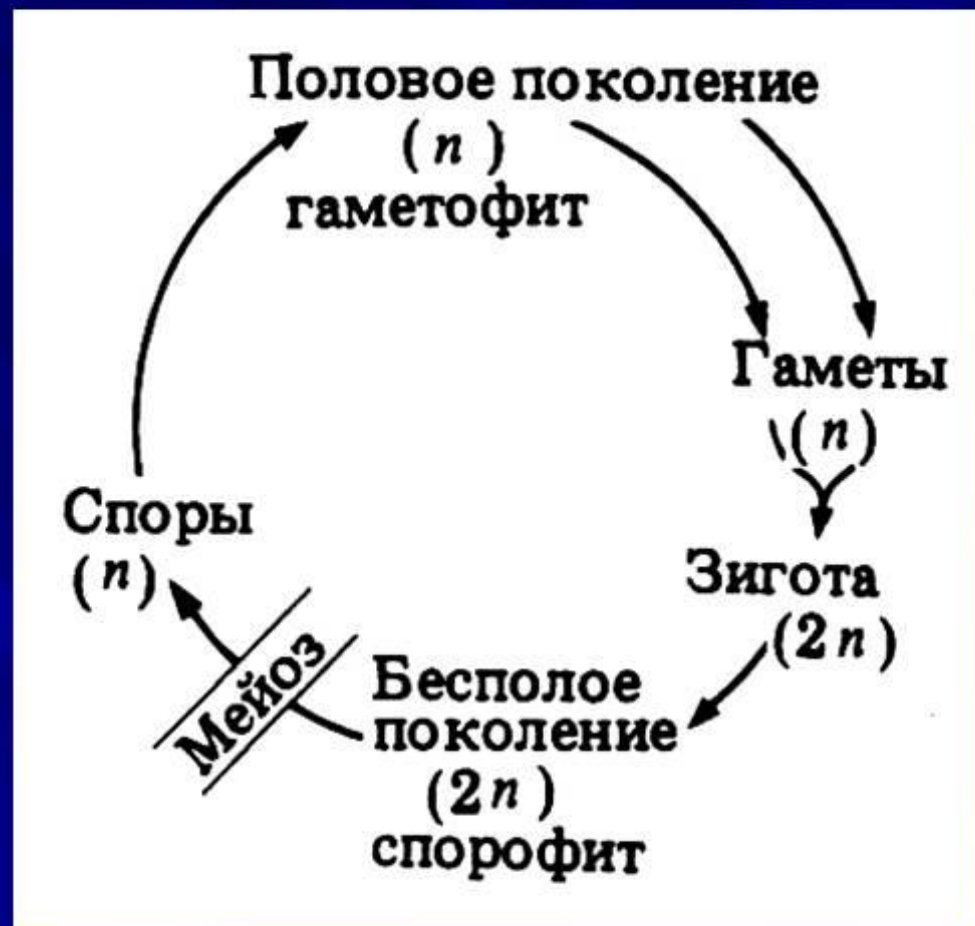 Половое поколение
(n)
гаметофит
Гаметы
(n)
Зигота
(2n)
Бесполое
поколение
(2n)
спорофит
Мейоз
Споры
(n)